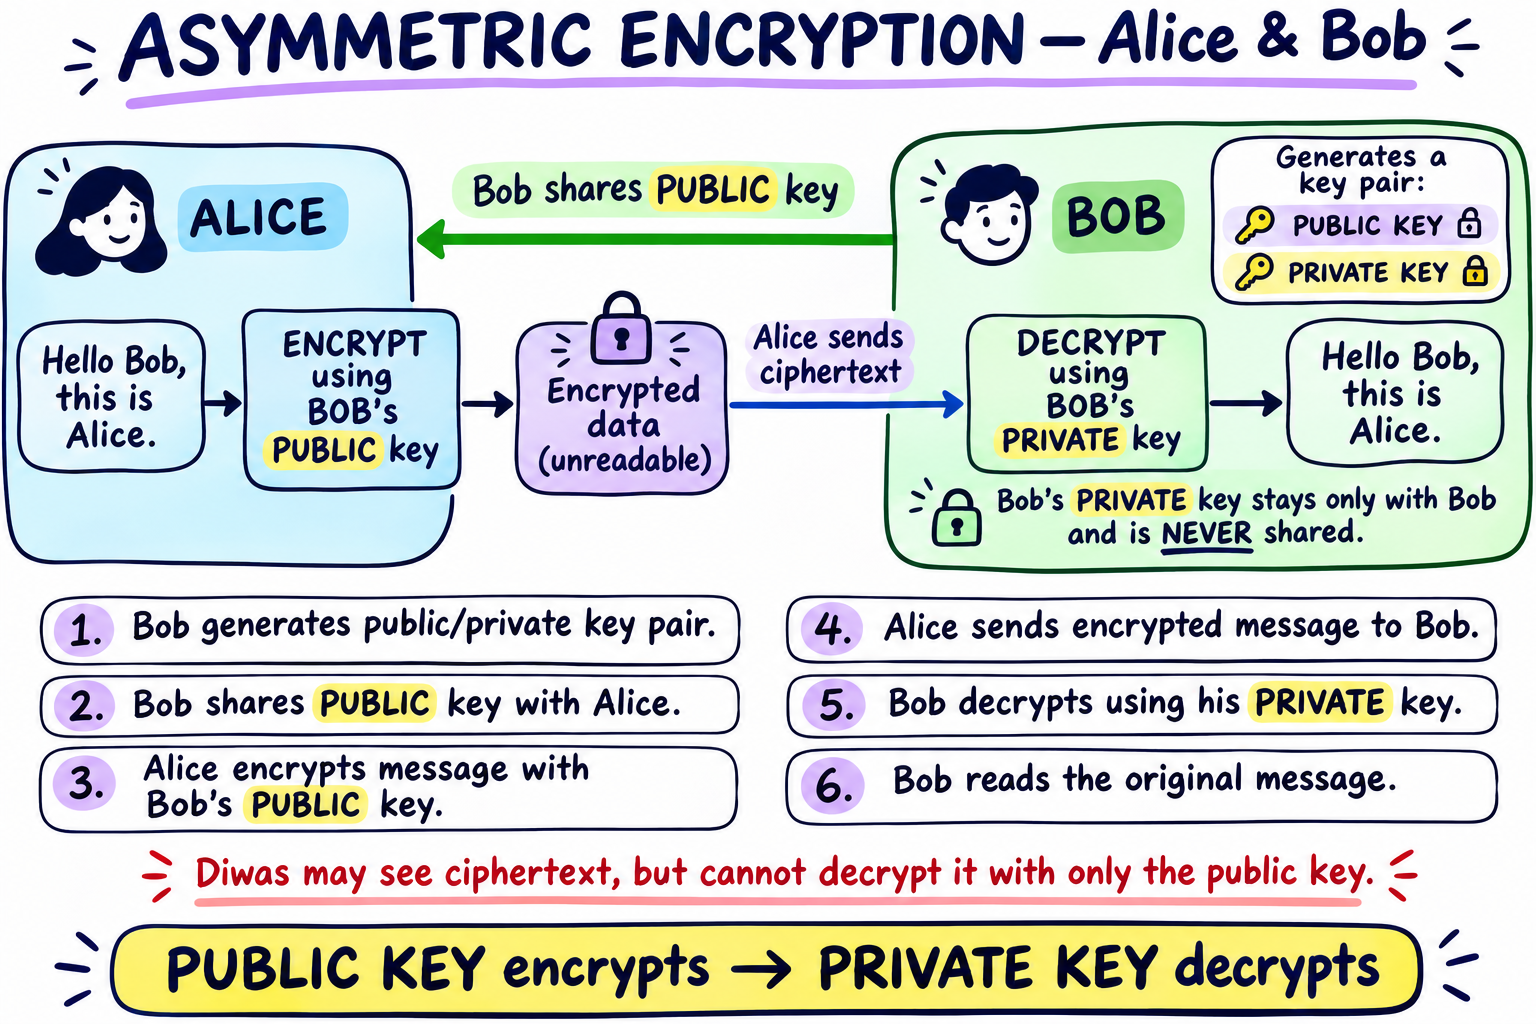 ASYMMETRIC ENCRYPTION – Alice & Bob
ALICE
Bob shares PUBLIC key
BOB
Generates a
key pair:
PUBLIC KEY
PRIVATE KEY
Hello Bob,
this is
Alice.
ENCRYPT
using
BOB's
PUBLIC key
Encrypted
data
(unreadable)
Alice sends
ciphertext
DECRYPT
using
BOB's
PRIVATE key
Hello Bob,
this is
Alice.
Bob's PRIVATE key stays only with Bob
and is NEVER shared.
1. Bob generates public/private key pair.
2. Bob shares PUBLIC key with Alice.
3. Alice encrypts message with
Bob's PUBLIC key.
4. Alice sends encrypted message to Bob.
5. Bob decrypts using his PRIVATE key.
6. Bob reads the original message.
Diwas may see ciphertext, but cannot decrypt it with only the public key.
PUBLIC KEY encrypts → PRIVATE KEY decrypts